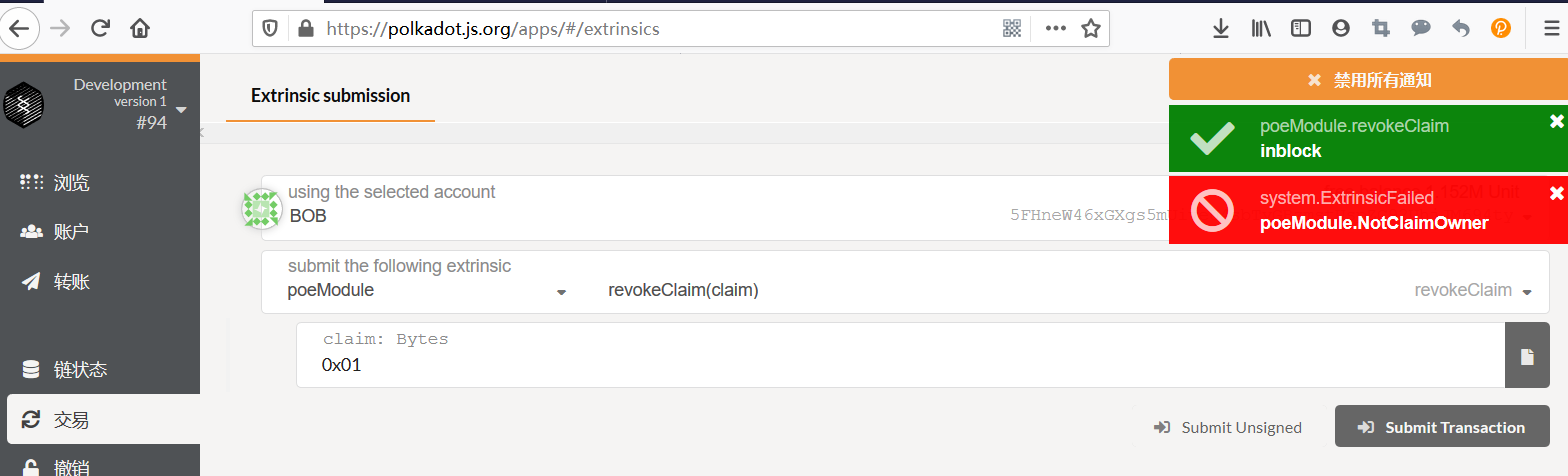 https://polkadot.js.org/apps/#/extrinsics
Development
version 1
#94
浏览
账户
转账
链状态
交易
撤销
Extrinsic submission
禁用所有通知
poeModule.revokeClaim
inblock
system.ExtrinsicFailed
poeModule.NotClaimOwner
using the selected account
BOB
5FHneW46xGXgs5m
submit the following extrinsic
poeModule
revokeClaim(claim)
revokeClaim
claim: Bytes
0x01
Submit Unsigned
Submit Transaction